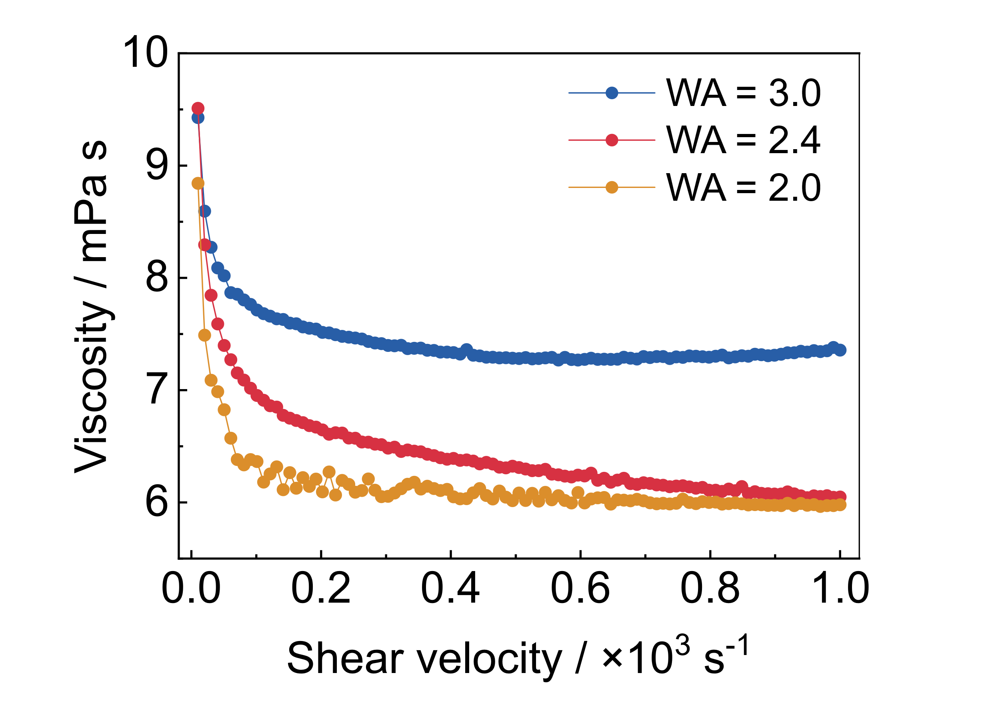 10
9
8
7
6
Viscosity / mPa s
WA = 3.0
WA = 2.4
WA = 2.0
0.0 0.2 0.4 0.6 0.8 1.0
Shear velocity / ×10³ s⁻¹